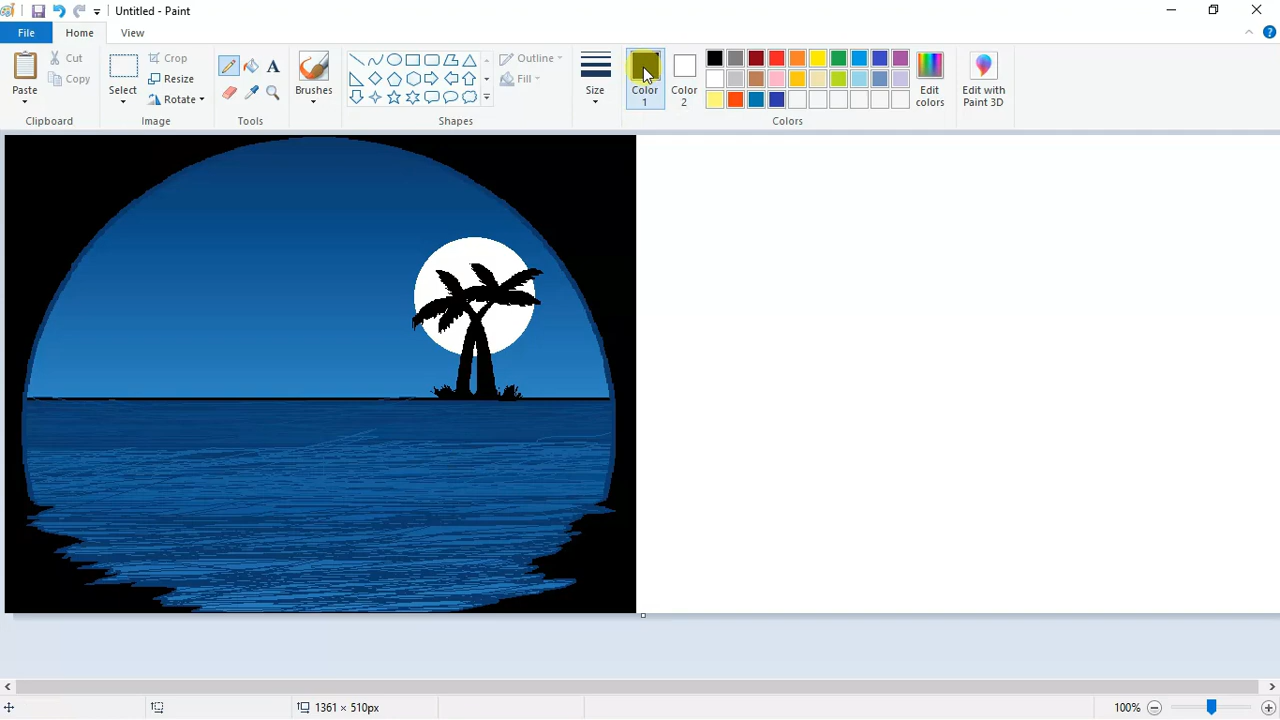 Untitled - Paint
File
Home
View
Paste
Cut
Copy
Clipboard
Select
Crop
Resize
Rotate
Image
A
Tools
Brushes
Outline
Fill
Shapes
Size
Color
1
Color
2
Edit
colors
Colors
Edit with
Paint 3D
1361 × 510px
100%